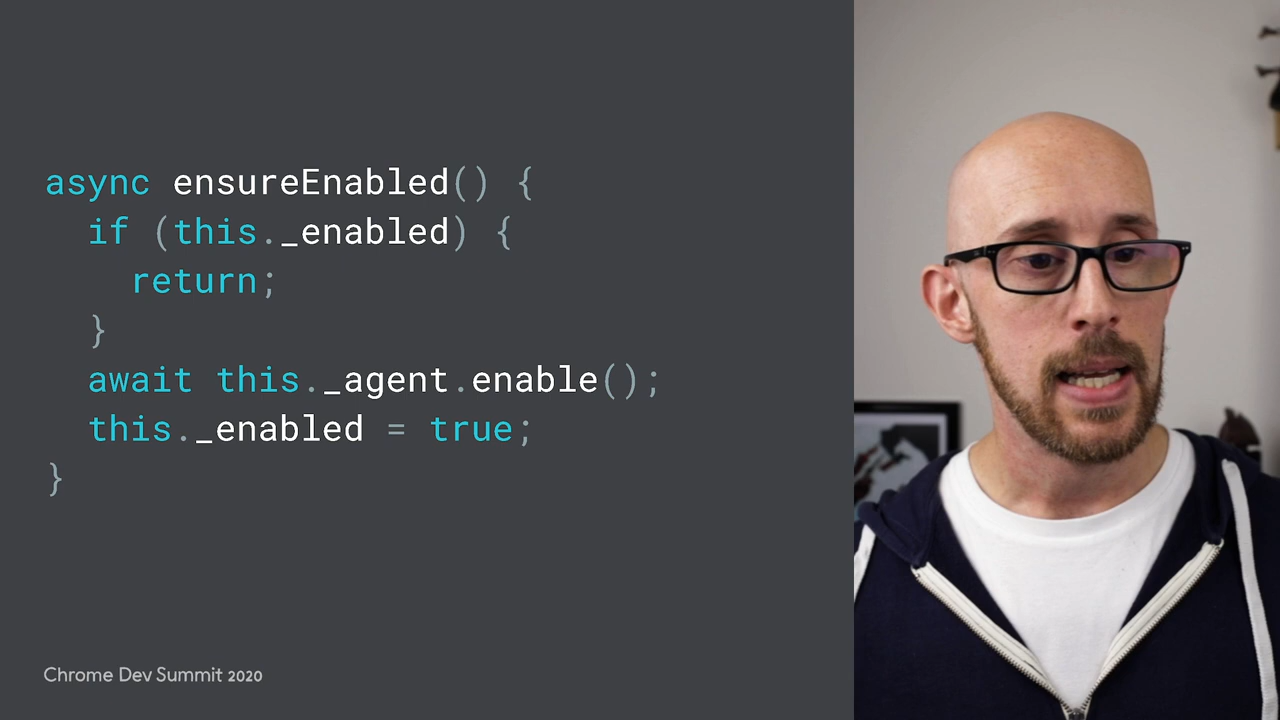 async ensureEnabled() {
  if (this._enabled) {
    return;
  }
  await this._agent.enable();
  this._enabled = true;
}
Chrome Dev Summit 2020